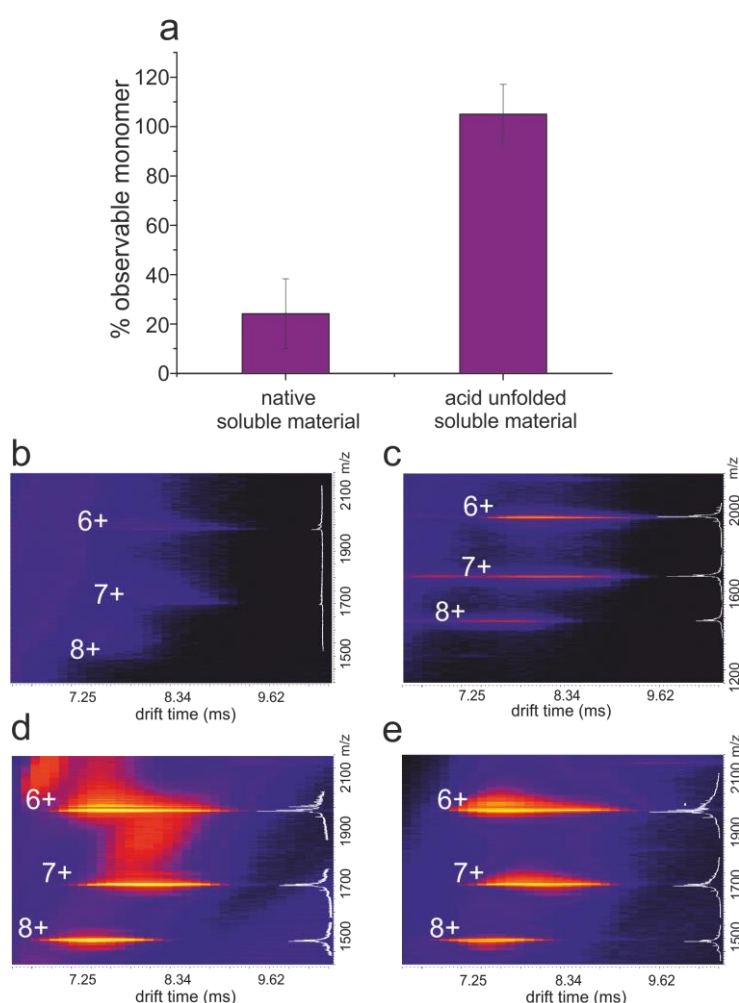 a
% observable monomer
120
100
80
60
40
20
0
native
soluble material
acid unfolded
soluble material
b
6+
7+
8+
2100
m/z
1900
1700
1500
7.25 8.34 9.62
drift time (ms)
c
6+
7+
8+
m/z
2000
1600
1200
7.25 8.34 9.62
drift time (ms)
d
6+
7+
8+
m/z
2100
1900
1700
1500
7.25 8.34 9.62
drift time (ms)
e
6+
7+
8+
m/z
2100
1900
1700
1500
7.25 8.34 9.62
drift time (ms)